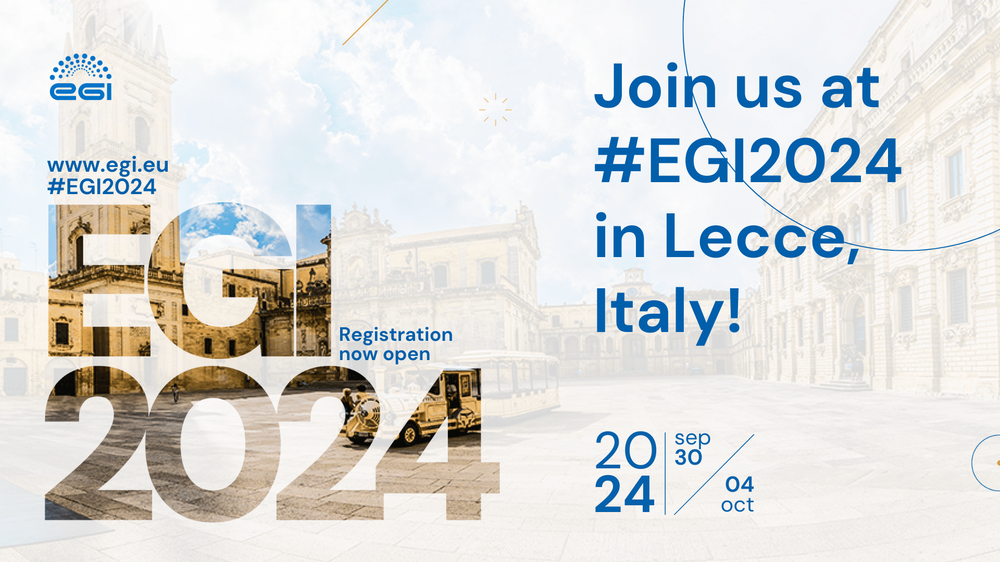 egi
www.egi.eu
#EGI2024
EGI
Registration
now open
2024
Join us at
#EGI2024
in Lecce,
Italy!
20
24
sep
30
04
oct